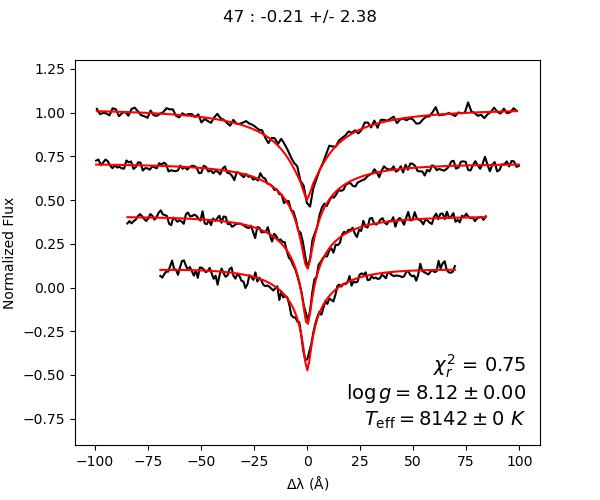 47 : -0.21 +/- 2.38
1.25
1.00
0.75
0.50
0.25
0.00
−0.25
−0.50
−0.75
Normalized Flux
χ²ᵣ = 0.75
log g = 8.12 ± 0.00
T_eff = 8142 ± 0 K
−100 −75 −50 −25 0 25 50 75 100
Δλ (Å)